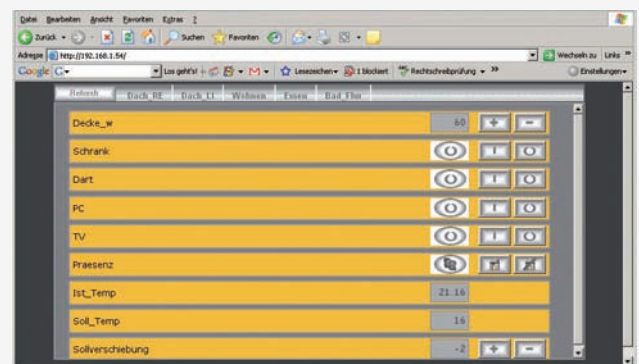 Datei Bearbeiten Ansicht Favoriten Extras ?
Zurück Suchen Favoriten
Adresse http://192.168.1.54/ Wechseln zu Links »
Google G Los geht's! Lesezeichen 1 blockiert Rechtschreibprüfung » Einstellungen
Refresh Dach_RE Dach_LI Wohnen Essen Bad_Flur
Decke_w 60 + -
Schrank I O
Dart I O
PC I O
TV I O
Praesenz
Ist_Temp 21.16
Soll_Temp 16
Sollverschiebung -2 + -